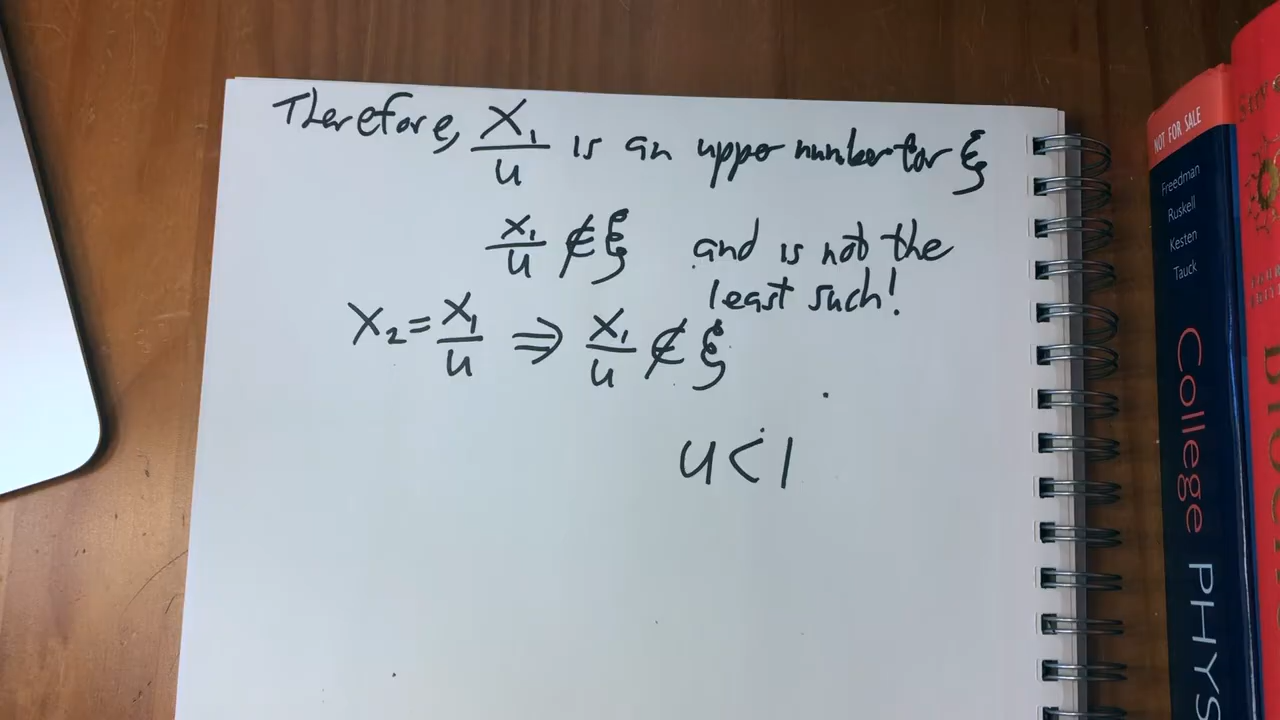 Therefore, X₁/u is an upper number for ξ
X₁/u ∉ ξ and is not the
least such!
X₂ = X₁/u ⇒ X₁/u ∉ ξ
u < 1
NOT FOR SALE
Freedman
Ruskell
Kesten
Tauck
College PHYS